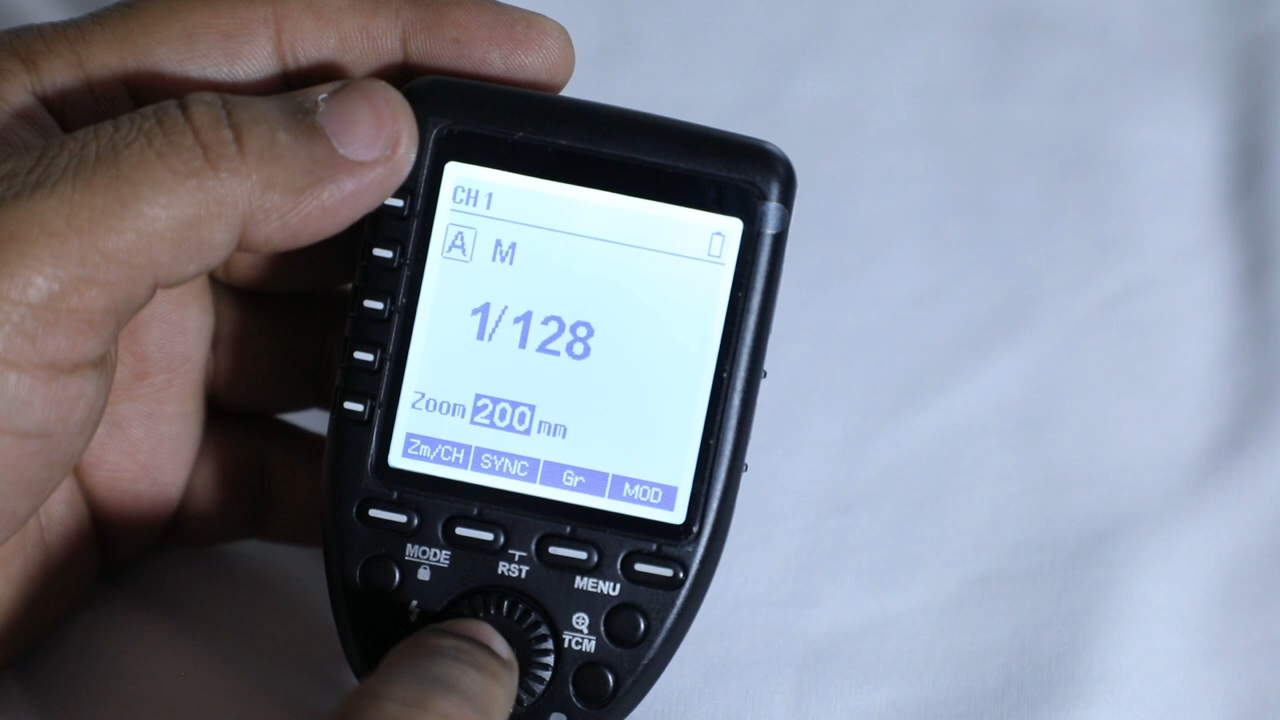 CH 1
A M
1/128
Zoom 200 mm
Zm/CH SYNC Gr MOD
MODE
RST
MENU
TCM